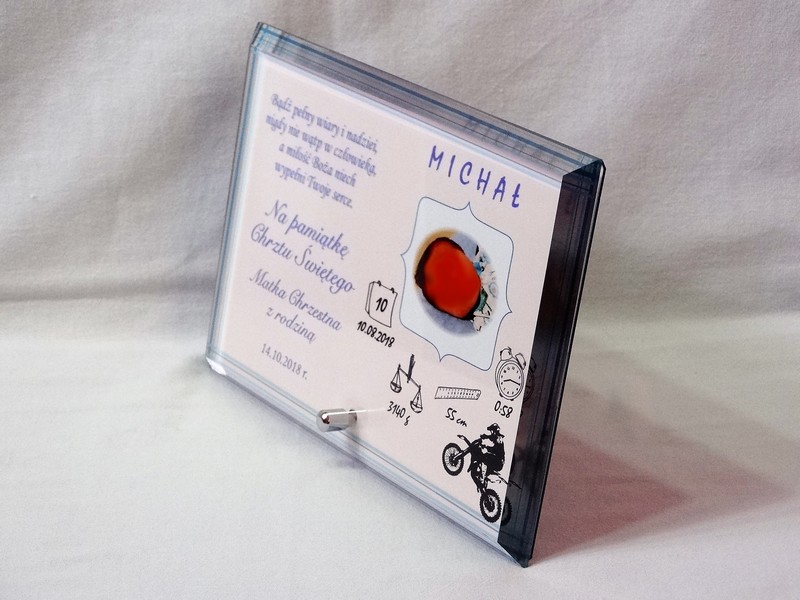 Bądź pełny wiary i nadziei,
nigdy nie wątp w człowieka,
a miłość Boża niech
wypełni Twoje serce.
Na pamiątkę
Chrztu Świętego
Matka Chrzestna
z rodziną
14.10.2018 r.
MICHAŁ
10
10.08.2018
3140 g
55 cm
0:58